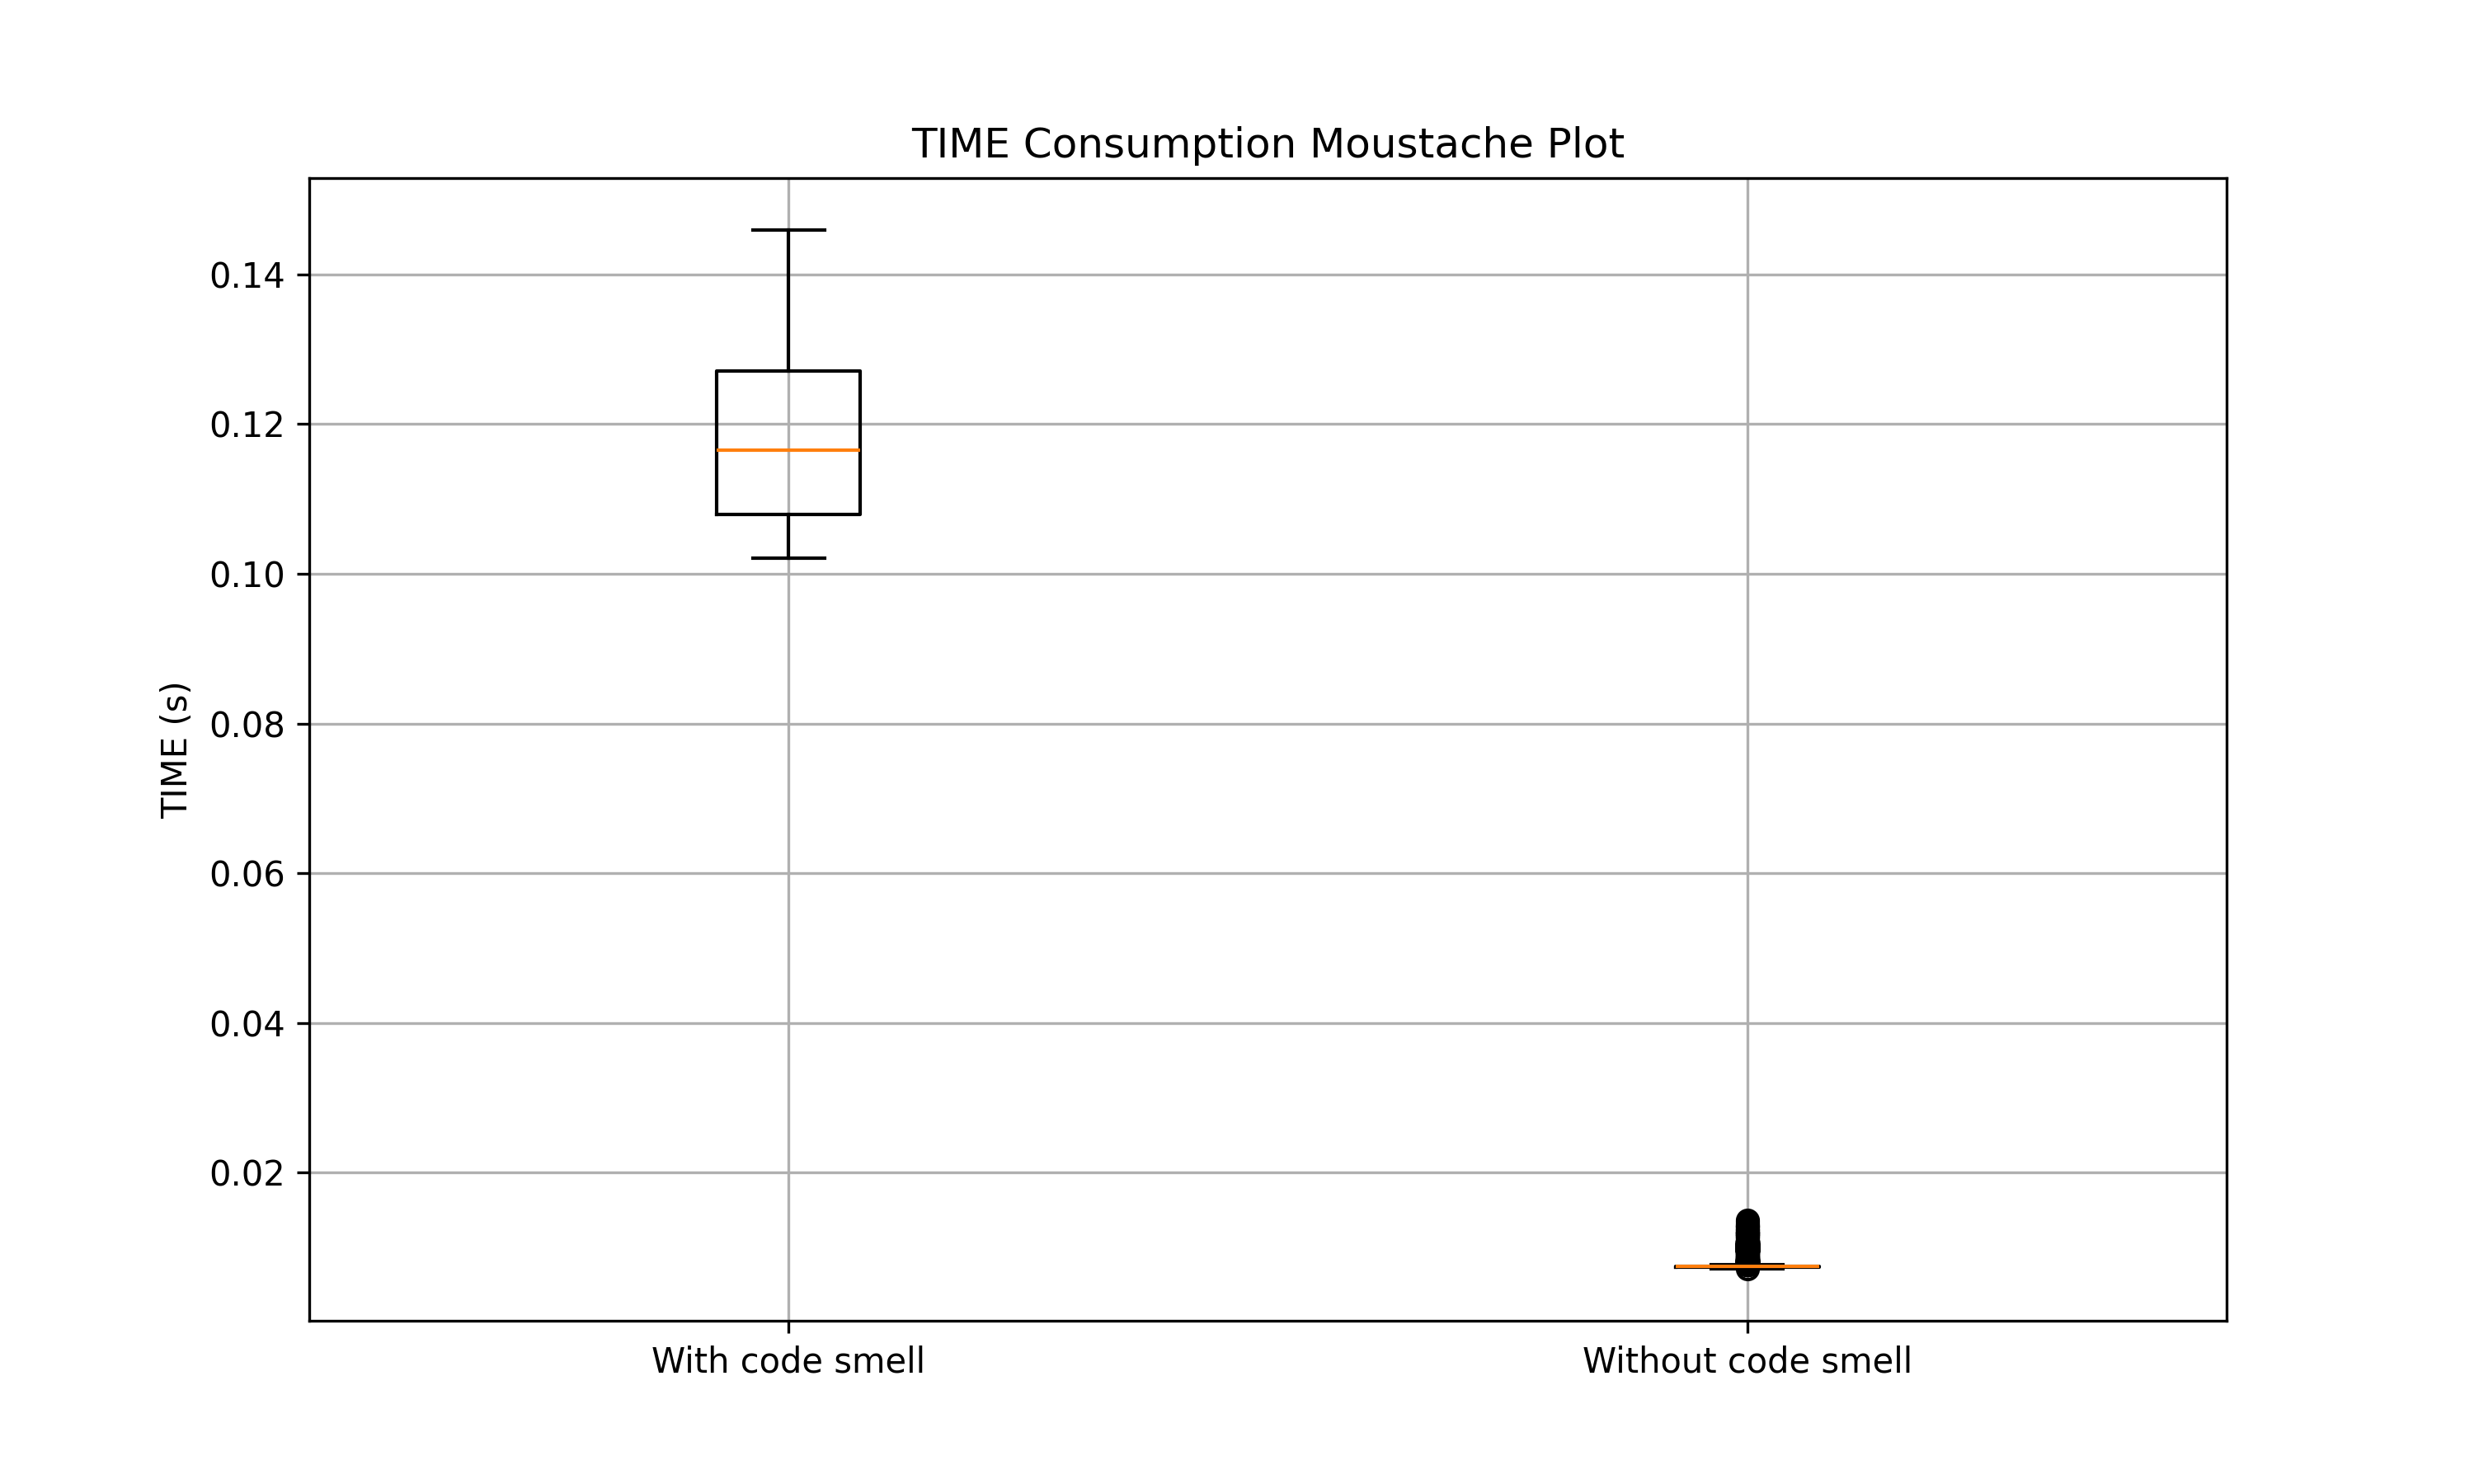 TIME Consumption Moustache Plot
TIME (s)
0.14
0.12
0.10
0.08
0.06
0.04
0.02
With code smell
Without code smell